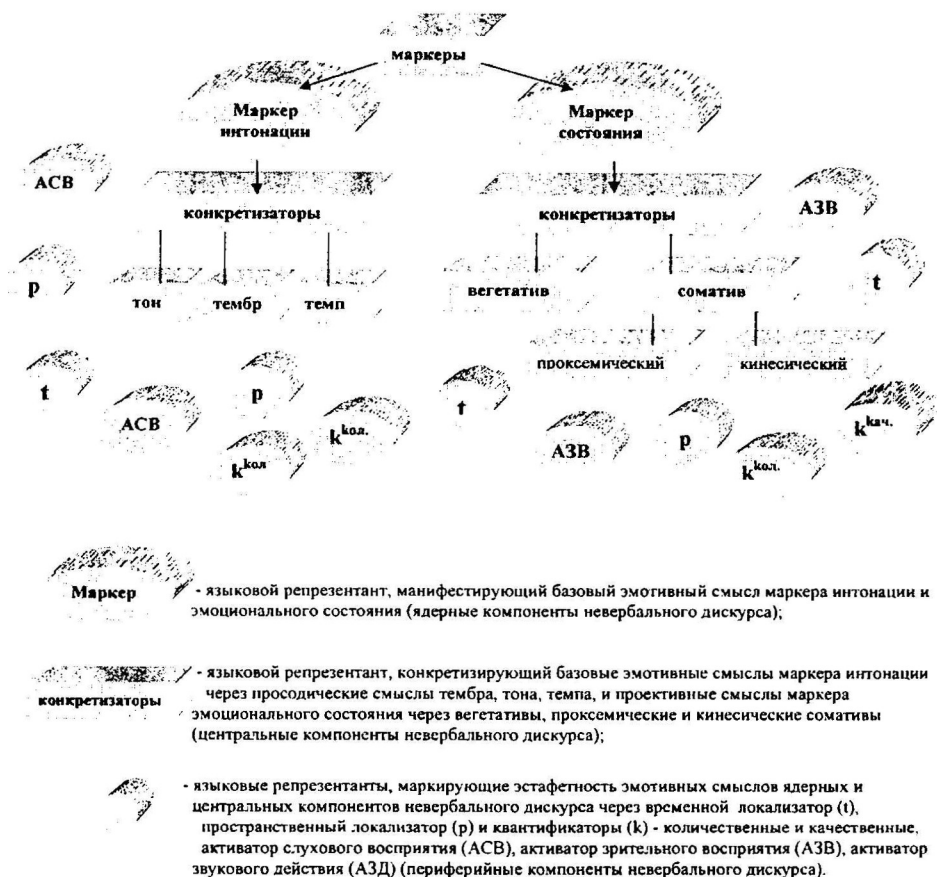 маркеры
Маркер интонации
Маркер состояния
АСВ
конкретизаторы
конкретизаторы
АЗВ
р
тон
тембр
темп
вегетатив
соматив
t
проксемический
кинесический
t
АСВ
р
k^кол
k^кол.
t
АЗВ
р
k^кол.
k^кач.
Маркер
- языковой репрезентант, манифестирующий базовый эмотивный смысл маркера интонации и
эмоционального состояния (ядерные компоненты невербального дискурса);
конкретизаторы
- языковой репрезентант, конкретизирующий базовые эмотивные смыслы маркера интонации
через просодические смыслы тембра, тона, темпа, и проективные смыслы маркера
эмоционального состояния через вегетативы, проксемические и кинесические сомативы
(центральные компоненты невербального дискурса);
- языковые репрезентанты, маркирующие эстафетность эмотивных смыслов ядерных и
центральных компонентов невербального дискурса через временной локализатор (t),
пространственный локализатор (р) и квантификаторы (k) - количественные и качественные,
активатор слухового восприятия (АСВ), активатор зрительного восприятия (АЗВ), активатор
звукового действия (АЗД) (периферийные компоненты невербального дискурса).